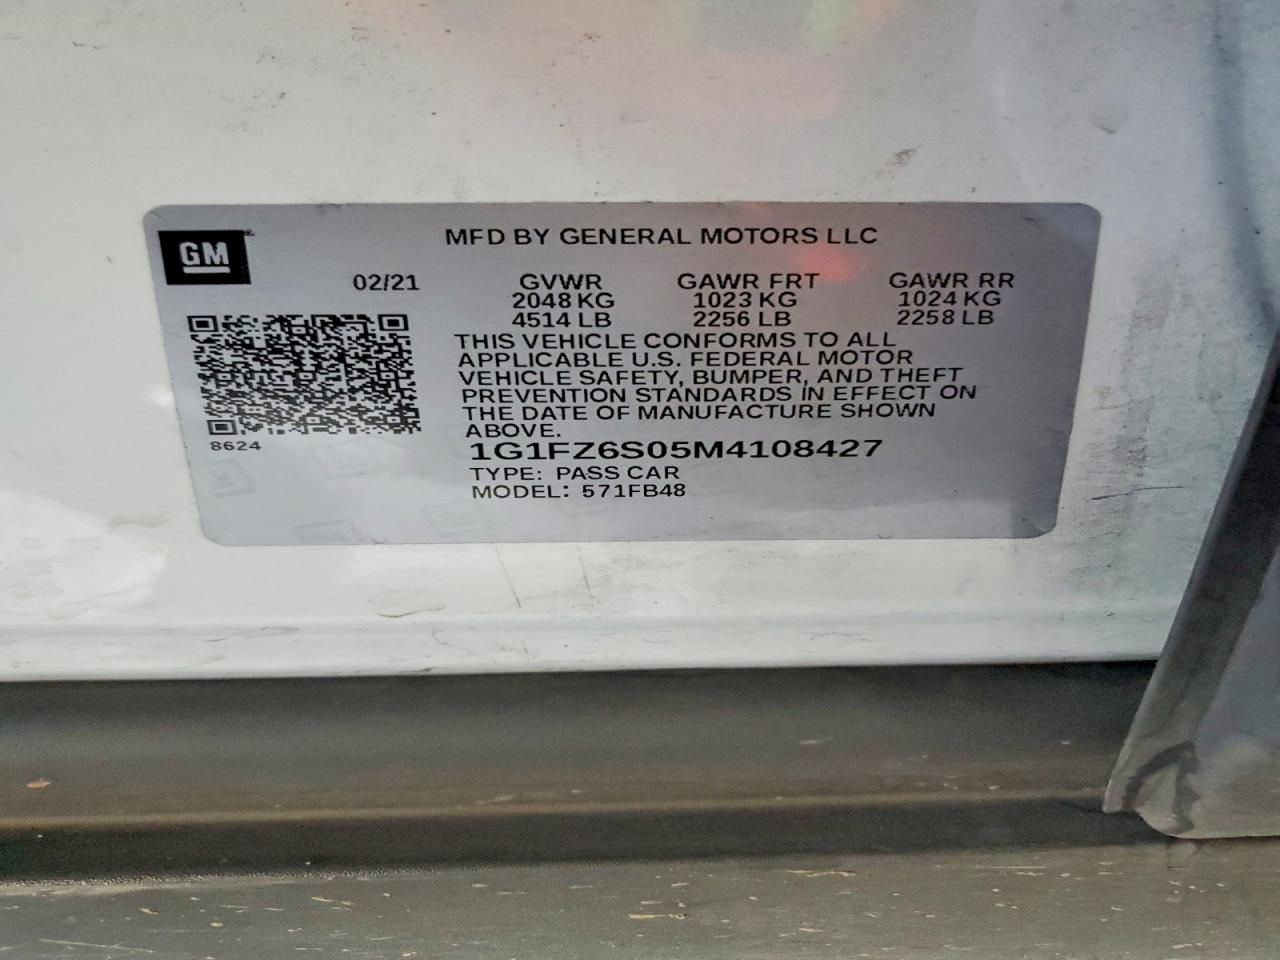 GM
MFD BY GENERAL MOTORS LLC
02/21 GVWR GAWR FRT GAWR RR
2048 KG 1023 KG 1024 KG
4514 LB 2256 LB 2258 LB
THIS VEHICLE CONFORMS TO ALL
APPLICABLE U.S. FEDERAL MOTOR
VEHICLE SAFETY, BUMPER, AND THEFT
PREVENTION STANDARDS IN EFFECT ON
THE DATE OF MANUFACTURE SHOWN
ABOVE.
8624
1G1FZ6S05M4108427
TYPE: PASS CAR
MODEL: 571FB48